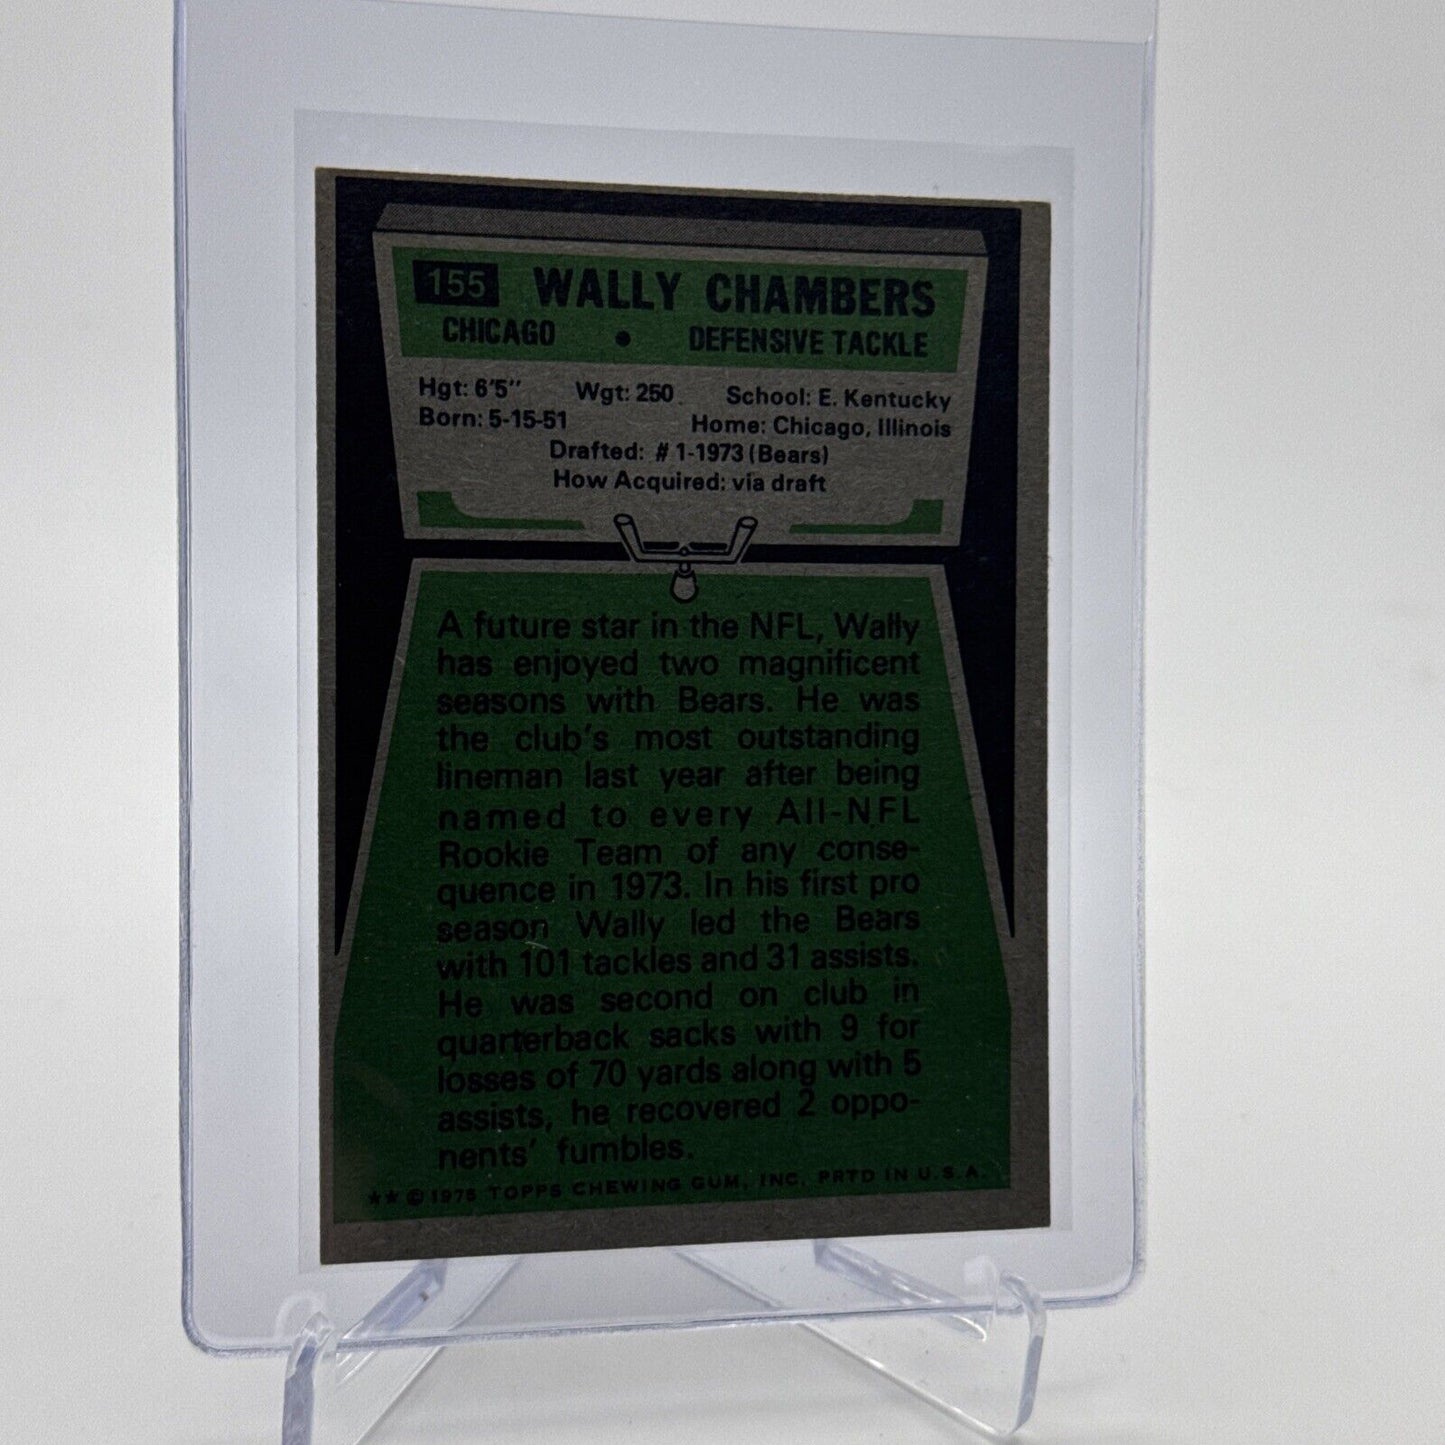 155 WALLY CHAMBERS
CHICAGO • DEFENSIVE TACKLE
Hgt: 6'5" Wgt: 250 School: E. Kentucky
Born: 5-15-51 Home: Chicago, Illinois
Drafted: #1-1973 (Bears)
How Acquired: via draft
A future star in the NFL, Wally
has enjoyed two magnificent
seasons with Bears. He was
the club's most outstanding
lineman last year after being
named to every All-NFL
Rookie Team of any conse-
quence in 1973. In his first pro
season Wally led the Bears
with 101 tackles and 31 assists.
He was second on club in
quarterback sacks with 9 for
losses of 70 yards along with 5
assists, he recovered 2 oppo-
nents' fumbles.
★★ © 1975 TOPPS CHEWING GUM, INC. PRTD IN U.S.A.